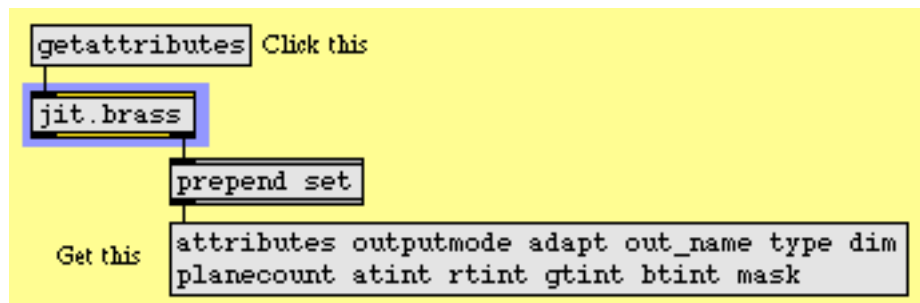 getattributes Click this
jit.brass
prepend set
Get this
attributes outputmode adapt out_name type dim
planecount atint rtint gtint btint mask